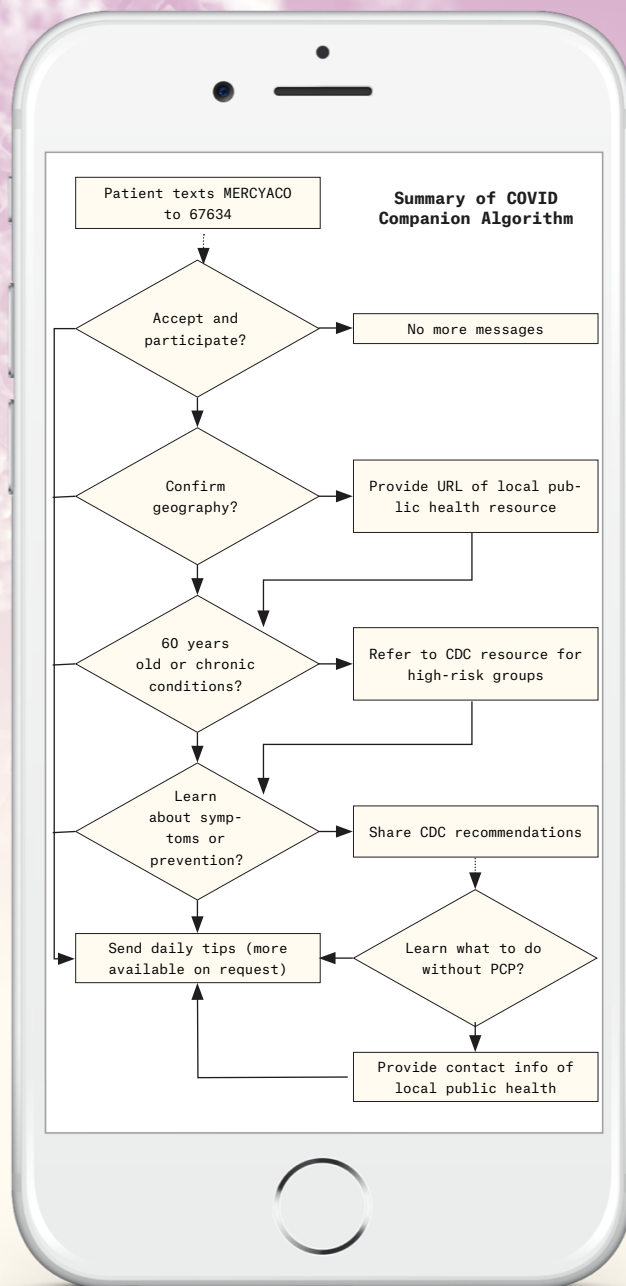 Patient texts MERCYACO
to 67634
Summary of COVID
Companion Algorithm
Accept and
participate?
No more messages
Confirm
geography?
Provide URL of local pub-
lic health resource
60 years
old or chronic
conditions?
Refer to CDC resource for
high-risk groups
Learn
about symp-
toms or
prevention?
Share CDC recommendations
Send daily tips (more
available on request)
Learn what to do
without PCP?
Provide contact info of
local public health